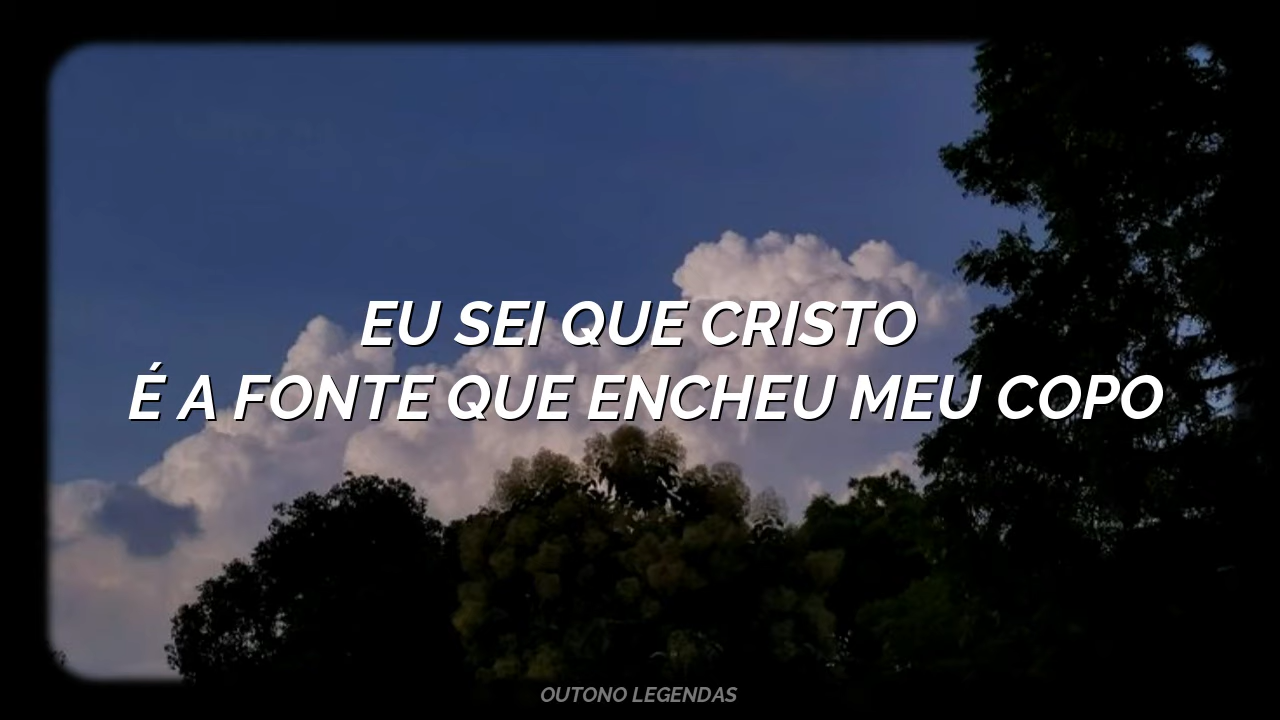 EU SEI QUE CRISTO
É A FONTE QUE ENCHEU MEU COPO
OUTONO LEGENDAS